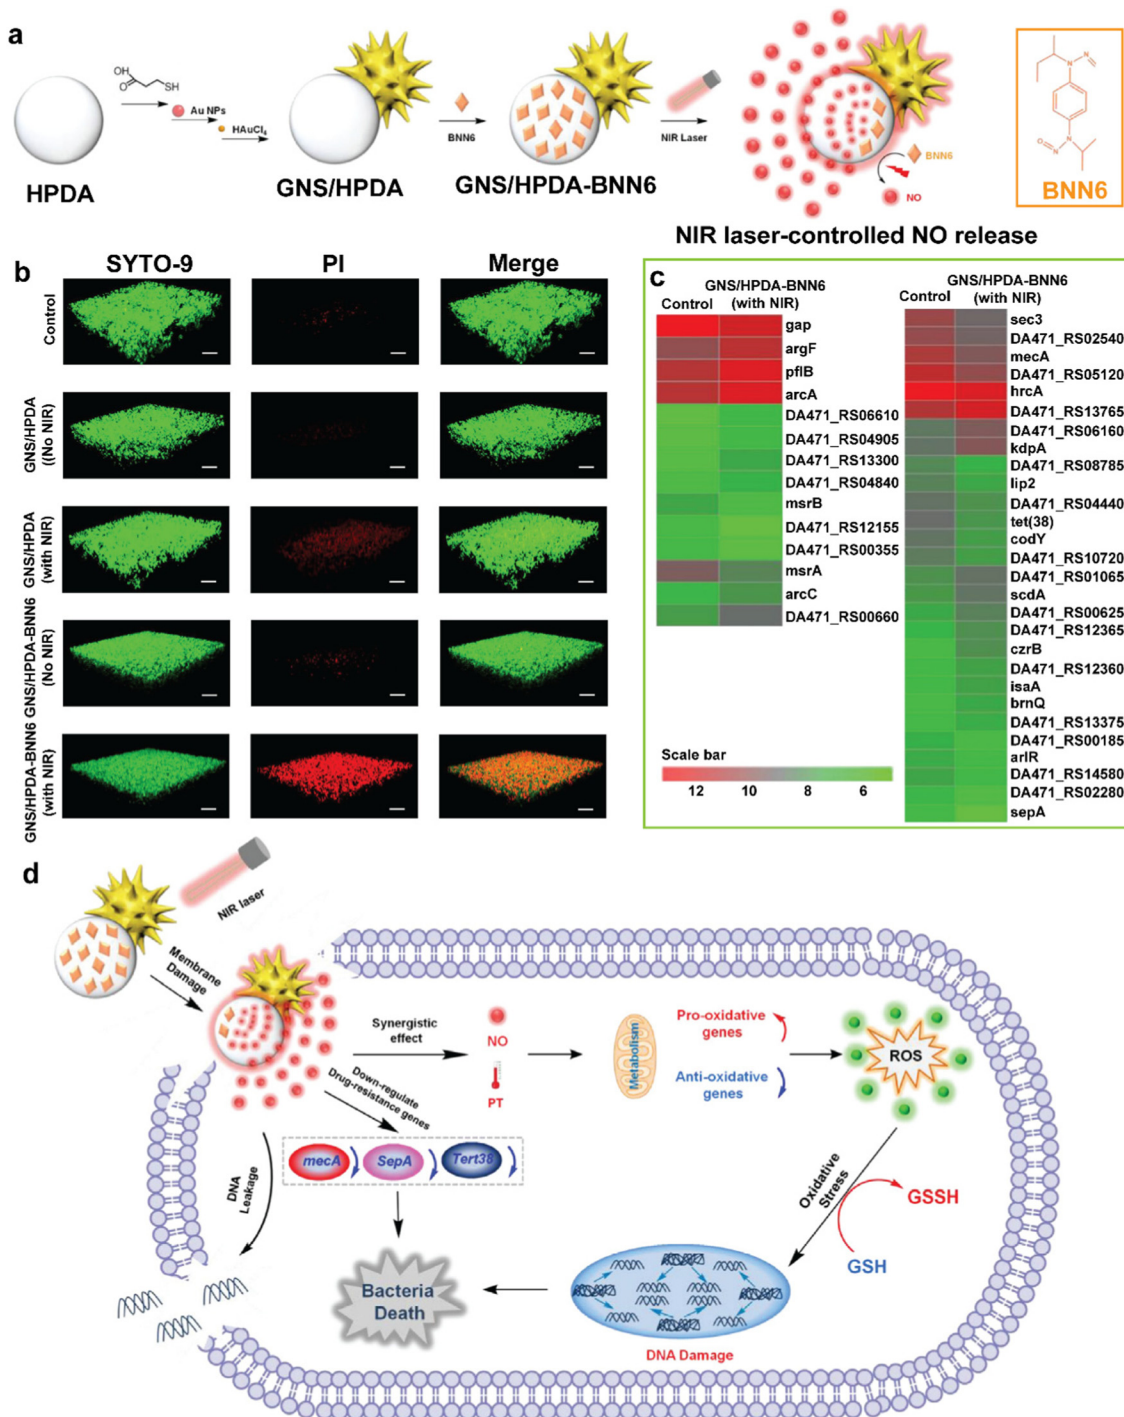 a
OH
O
SH
Au NPs
HAuCl4
BNN6
NIR Laser
BNN6
NO
HPDA
GNS/HPDA
GNS/HPDA-BNN6
NIR laser-controlled NO release
BNN6
b
SYTO-9
PI
Merge
Control
GNS/HPDA
((No NIR)
GNS/HPDA
(with NIR)
GNS/HPDA-BNN6
(No NIR)
GNS/HPDA-BNN6
(with NIR)
c
Control
GNS/HPDA-BNN6
(with NIR)
gap
argF
pflB
arcA
DA471_RS06610
DA471_RS04905
DA471_RS13300
DA471_RS04840
msrB
DA471_RS12155
DA471_RS00355
msrA
arcC
DA471_RS00660
Control
GNS/HPDA-BNN6
(with NIR)
sec3
DA471_RS02540
mecA
DA471_RS05120
hrcA
DA471_RS13765
DA471_RS06160
kdpA
DA471_RS08785
lip2
DA471_RS04440
tet(38)
codY
DA471_RS10720
DA471_RS01065
scdA
DA471_RS00625
DA471_RS12365
czrB
DA471_RS12360
isaA
brnQ
DA471_RS13375
DA471_RS00185
arlR
DA471_RS14580
DA471_RS02280
sepA
Scale bar
12 10 8 6
d
NIR laser
Membrane
Damage
Synergistic
effect
NO
PT
Metabolism
Pro-oxidative
genes
Anti-oxidative
genes
ROS
Down-regulate
Drug-resistance genes
mecA
SepA
Tert38
DNA
Leakage
Oxidative
Stress
GSSH
GSH
Bacteria
Death
DNA Damage